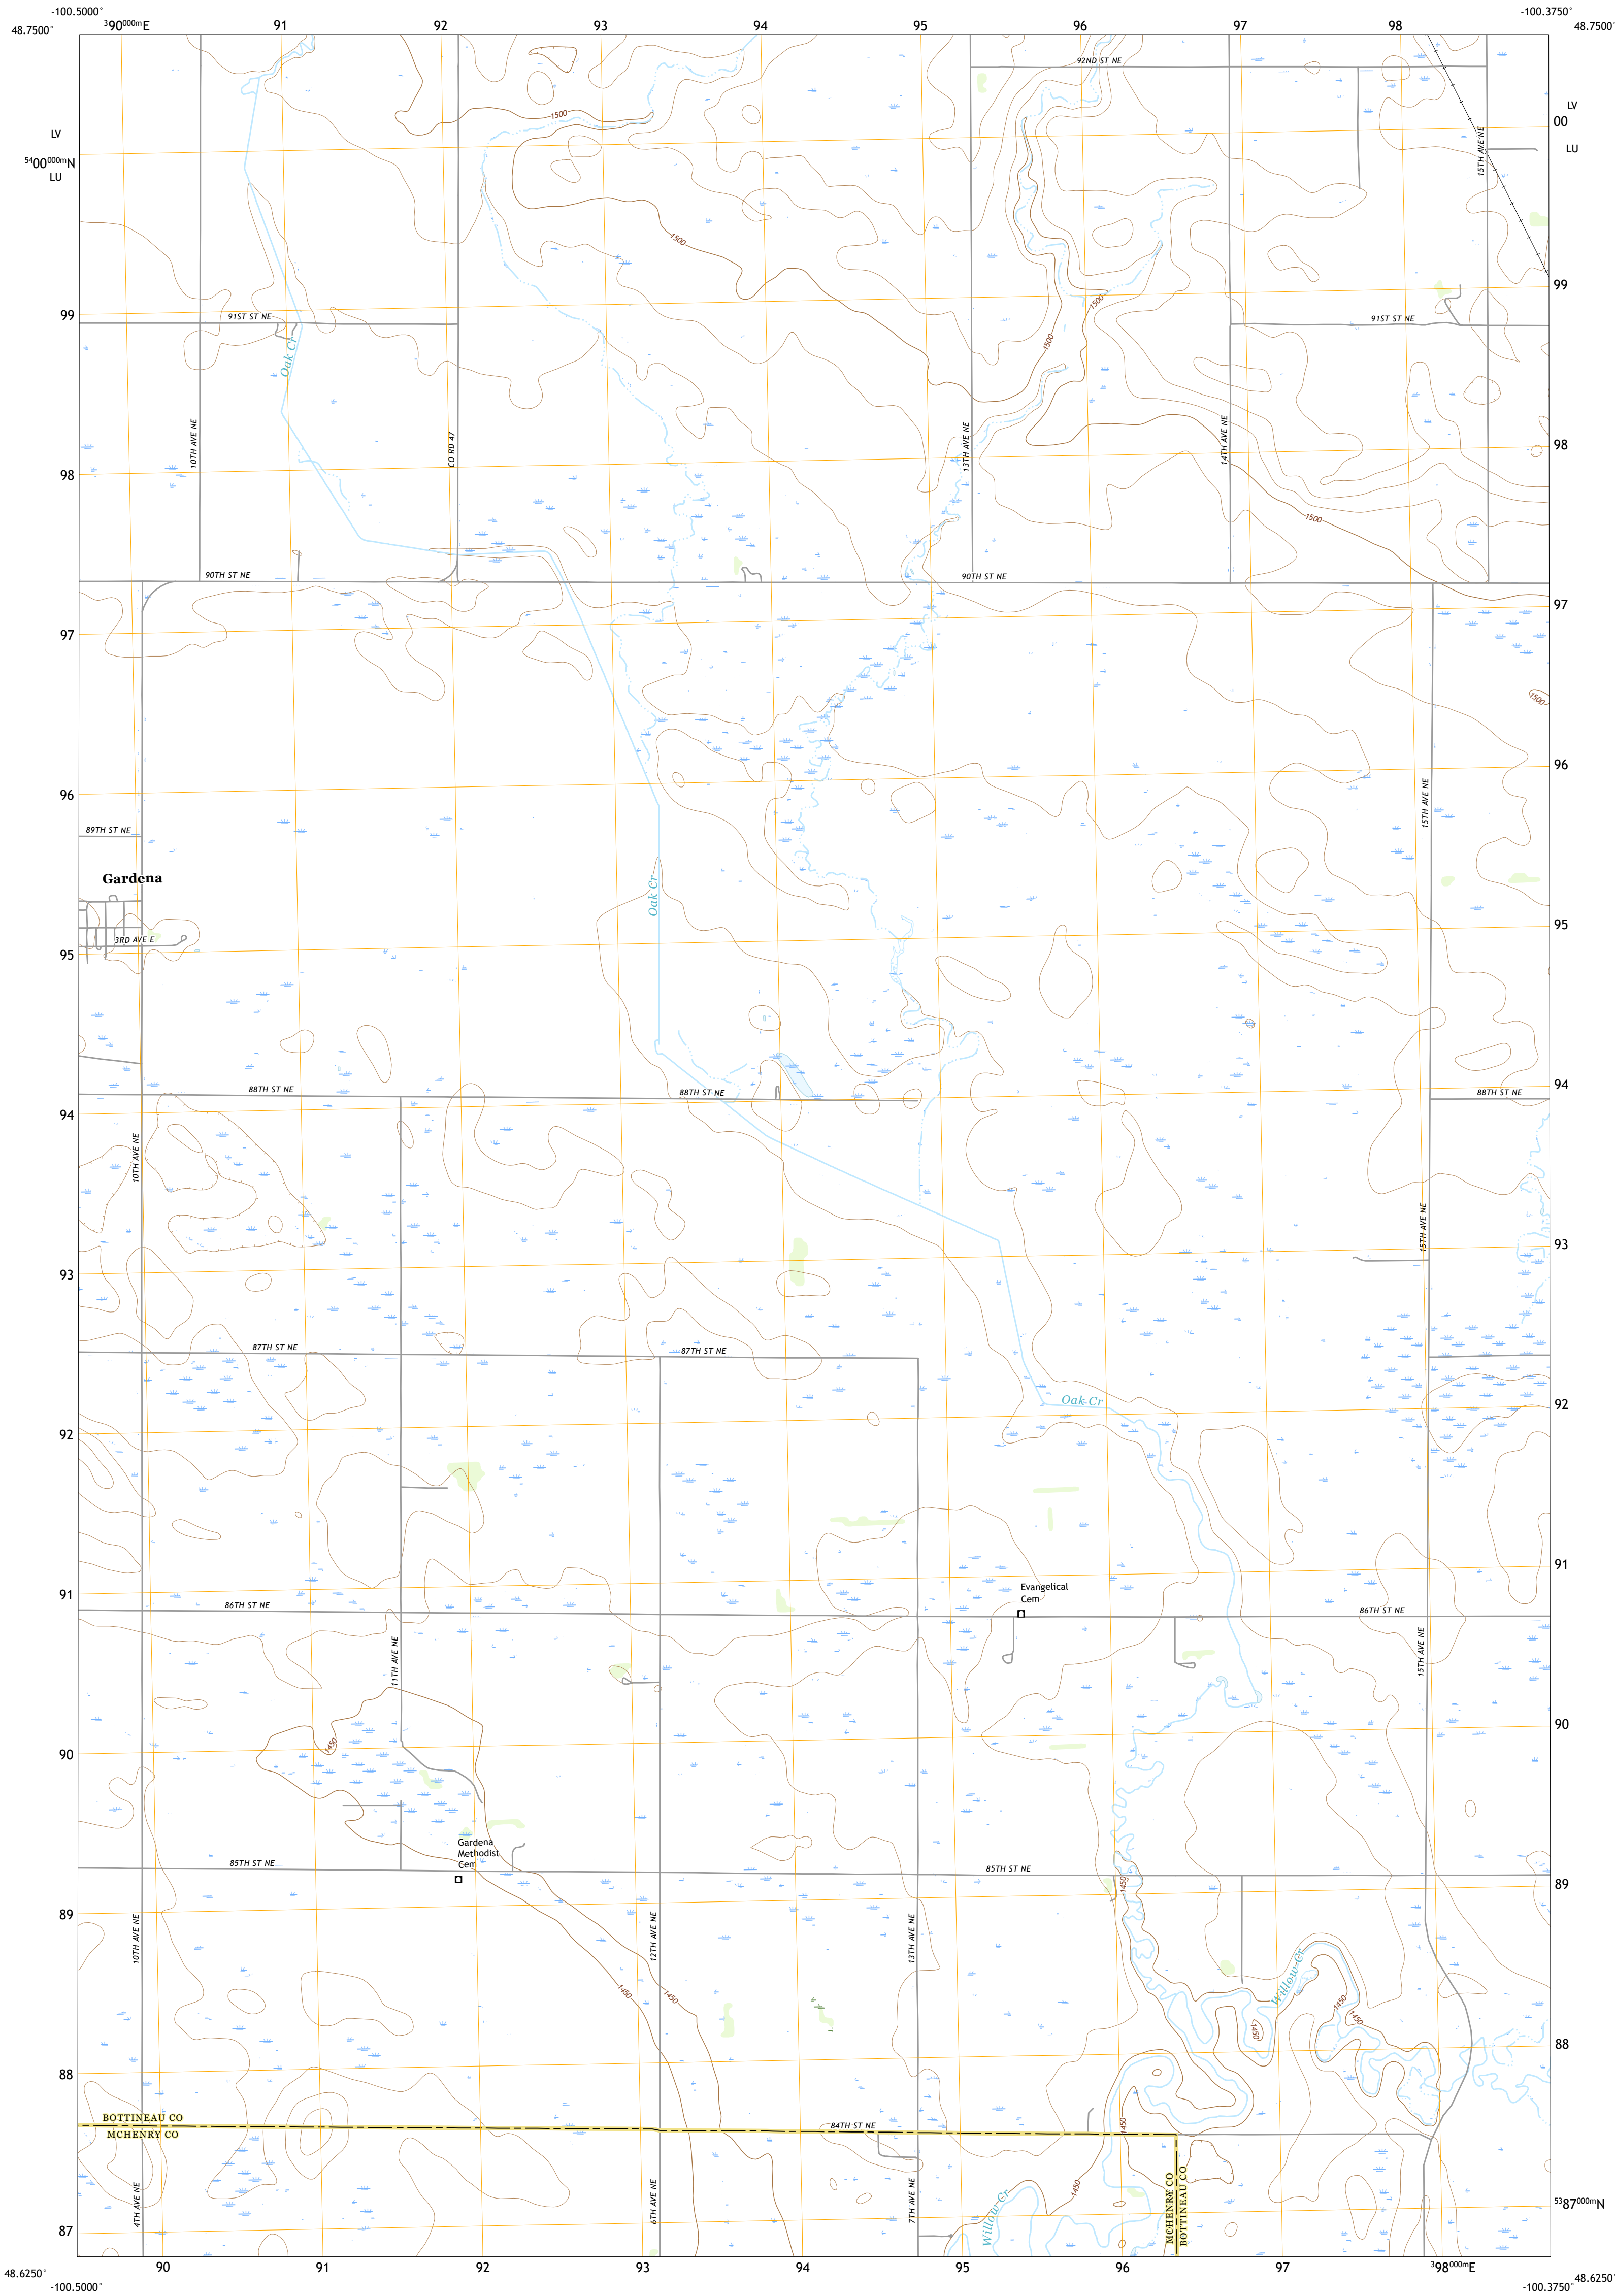 -100.5000°
-100.3750°
48.7500°
³90⁰⁰⁰ᵐE
91
92
93
94
95
96
97
98
48.7500°
92ND ST NE
LV
⁵⁴00⁰⁰⁰ᵐN
LU
LV
00
LU
1500
15TH AVE NE
1500
99
1500
99
91ST ST NE
91ST ST NE
Oak Cr
1500
10TH AVE NE
CO RD 47
13TH AVE NE
14TH AVE NE
98
98
1500
90TH ST NE
90TH ST NE
97
97
1500
96
96
15TH AVE NE
89TH ST NE
Gardena
Oak Cr
3RD AVE E
95
95
88TH ST NE
88TH ST NE
88TH ST NE
94
94
10TH AVE NE
15TH AVE NE
93
93
87TH ST NE
87TH ST NE
Oak Cr
92
92
91
91
Evangelical
Cem
86TH ST NE
86TH ST NE
11TH AVE NE
15TH AVE NE
1450
90
90
Gardena
Methodist
Cem
85TH ST NE
85TH ST NE
1450
89
89
10TH AVE NE
12TH AVE NE
13TH AVE NE
Willow Cr
1450
1450
1450
1450
1450
88
88
BOTTINEAU CO
MCHENRY CO
84TH ST NE
1450
1450
4TH AVE NE
6TH AVE NE
7TH AVE NE
Willow Cr
MCHENRY CO
BOTTINEAU CO
87
⁵³87⁰⁰⁰ᵐN
48.6250°
90
91
92
93
94
95
96
97
³98⁰⁰⁰ᵐE
48.6250°
-100.5000°
-100.3750°